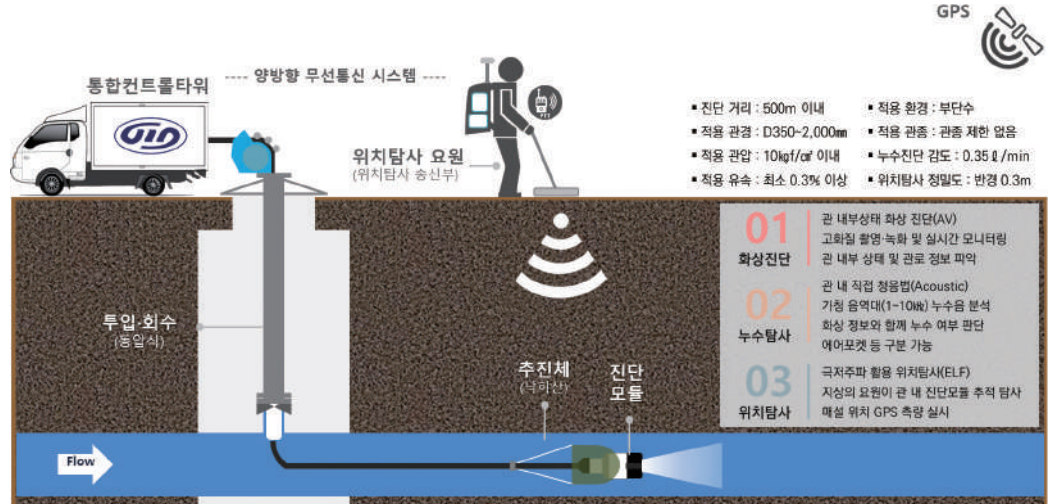 GPS
통합컨트롤타워
---- 양방향 무선통신 시스템 ----
위치탐사 요원
(위치탐사 송신부)
▪ 진단 거리 : 500m 이내
▪ 적용 관경 : D350~2,000㎜
▪ 적용 관압 : 10kgf/㎠ 이내
▪ 적용 유속 : 최소 0.3㎧ 이상
▪ 적용 환경 : 부단수
▪ 적용 관종 : 관종 제한 없음
▪ 누수진단 감도 : 0.35ℓ/min
▪ 위치탐사 정밀도 : 반경 0.3m
01
화상진단
관 내부상태 화상 진단(AV)
고화질 촬영·녹화 및 실시간 모니터링
관 내부 상태 및 관로 정보 파악
02
누수탐사
관 내 직접 청음법(Acoustic)
가청 음역대(1~10㎑) 누수음 분석
화상 정보와 함께 누수 여부 판단
에어포켓 등 구분 가능
03
위치탐사
극저주파 활용 위치탐사(ELF)
지상의 요원이 관 내 진단모듈 추적 탐사
매설 위치 GPS 측량 실시
투입·회수
(동압식)
추진체
(낙하산)
진단
모듈
Flow